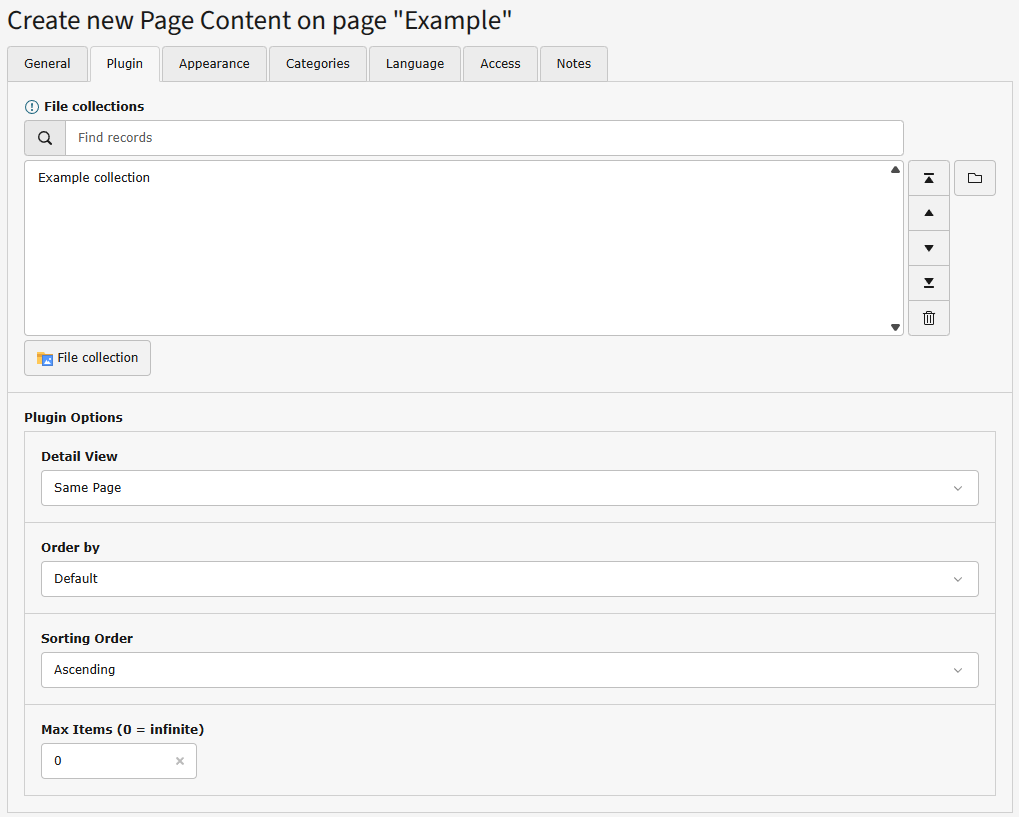 Create new Page Content on page "Example"
General Plugin Appearance Categories Language Access Notes
File collections
Find records
Example collection
File collection
Plugin Options
Detail View
Same Page
Order by
Default
Sorting Order
Ascending
Max Items (0 = infinite)
0